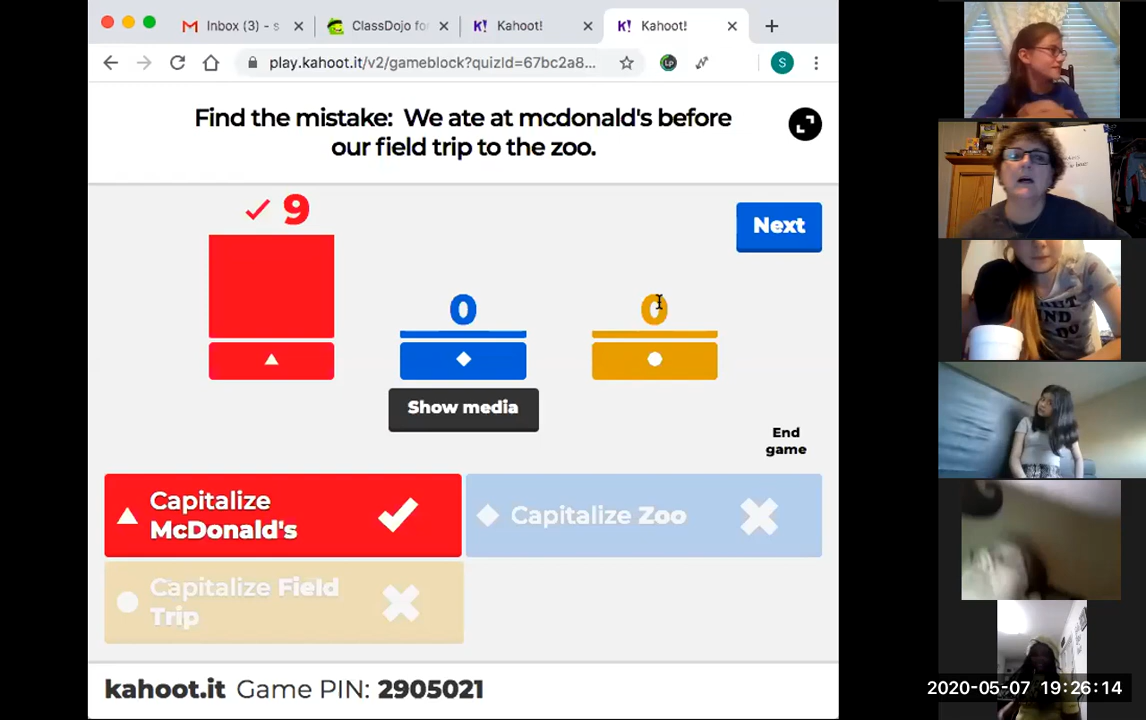 Inbox (3) - s
ClassDojo fo
K! Kahoot!
K! Kahoot!
play.kahoot.it/v2/gameblock?quizId=67bc2a8...
S
Find the mistake: We ate at mcdonald's before
our field trip to the zoo.
9
Next
0
0
Show media
End
game
Capitalize
McDonald's
Capitalize Zoo
Capitalize Field
Trip
kahoot.it Game PIN: 2905021
2020-05-07 19:26:14